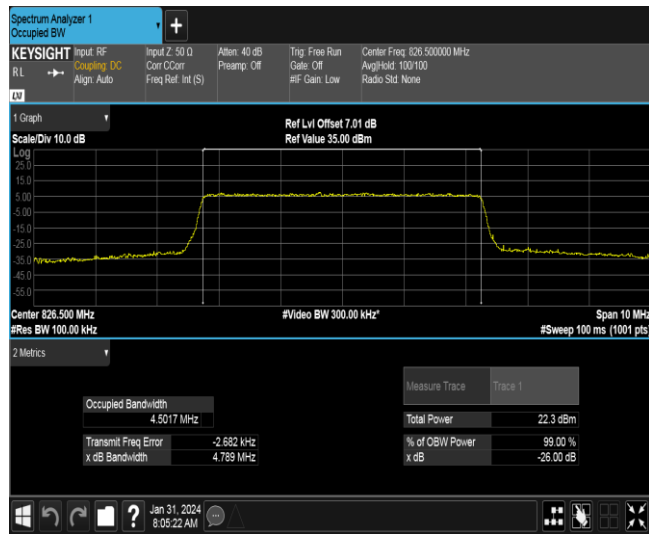 Spectrum Analyzer 1
Occupied BW
+
KEYSIGHT
RL
LXI
Input: RF
Coupling: DC
Align: Auto
Input Z: 50 Ω
Corr CCorr
Freq Ref: Int (S)
Atten: 40 dB
Preamp: Off
Trig: Free Run
Gate: Off
#IF Gain: Low
Center Freq: 826.500000 MHz
Avg|Hold: 100/100
Radio Std: None
1 Graph
Scale/Div 10.0 dB
Ref Lvl Offset 7.01 dB
Ref Value 35.00 dBm
Log
25.0
15.0
5.00
-5.00
-15.0
-25.0
-35.0
-45.0
-55.0
Center 826.500 MHz
#Video BW 300.00 kHz*
Span 10 MHz
#Res BW 100.00 kHz
#Sweep 100 ms (1001 pts)
2 Metrics
Measure Trace Trace 1
Occupied Bandwidth
4.5017 MHz
Total Power 22.3 dBm
Transmit Freq Error -2.682 kHz
% of OBW Power 99.00 %
x dB Bandwidth 4.789 MHz
x dB -26.00 dB
?
Jan 31, 2024
8:05:22 AM